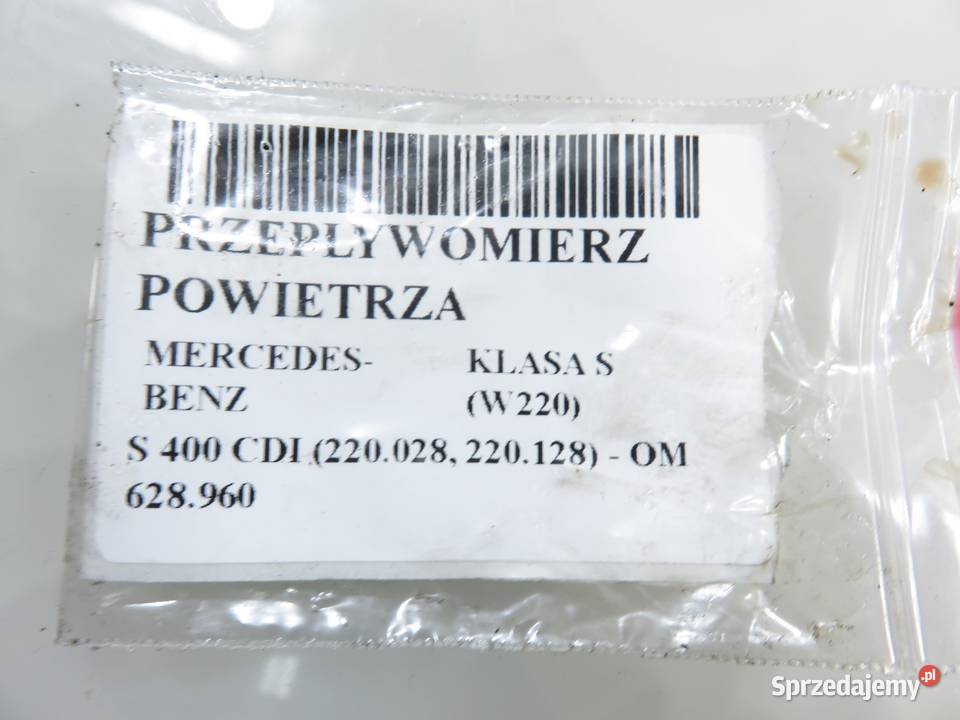 PRZEPŁYWOMIERZ
POWIETRZA
MERCEDES-BENZ KLASA S (W220)
S 400 CDI (220.028, 220.128) - OM
628.960
Sprzedajemy.pl